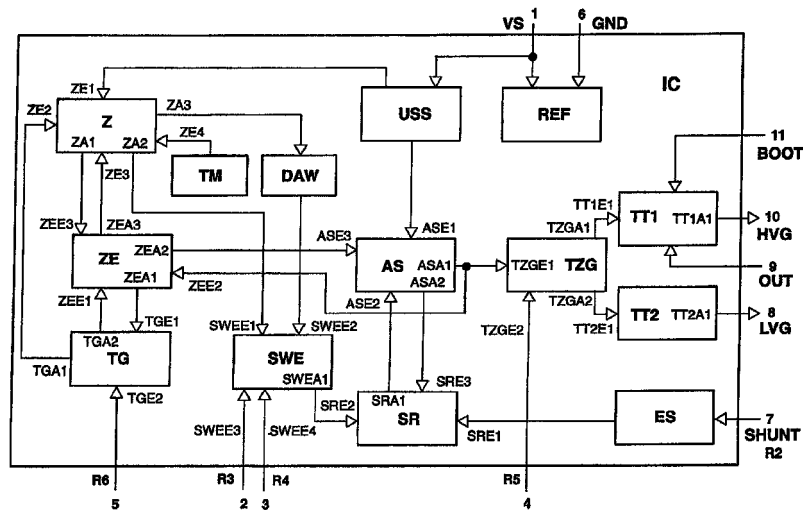 VS 1 6 GND
IC
ZE1
ZE2 Z ZA3
ZA1 ZA2 ZE4
ZE3
TM DAW
USS REF
11
BOOT
TT1E1
TZGA1
TT1 TT1A1
10
HVG
ZEE3 ZEA3
ZE ZEA2
ZEA1
ASE3 ASE1
AS ASA1
ASA2
TZGE1 TZG
9
OUT
ZEE1 ZEE2
ASE2
TZGA2
TT2E1
TT2 TT2A1
8
LVG
TGE1
TGA2
TG
TGA1
TGE2
SWEE1 SWEE2
SWE
SWEA1
TZGE2
SRE3
SRA1
SR
SRE2
SRE1
ES
7
SHUNT
R2
SWEE3 SWEE4
R6
5
R3 R4
2 3
R5
4